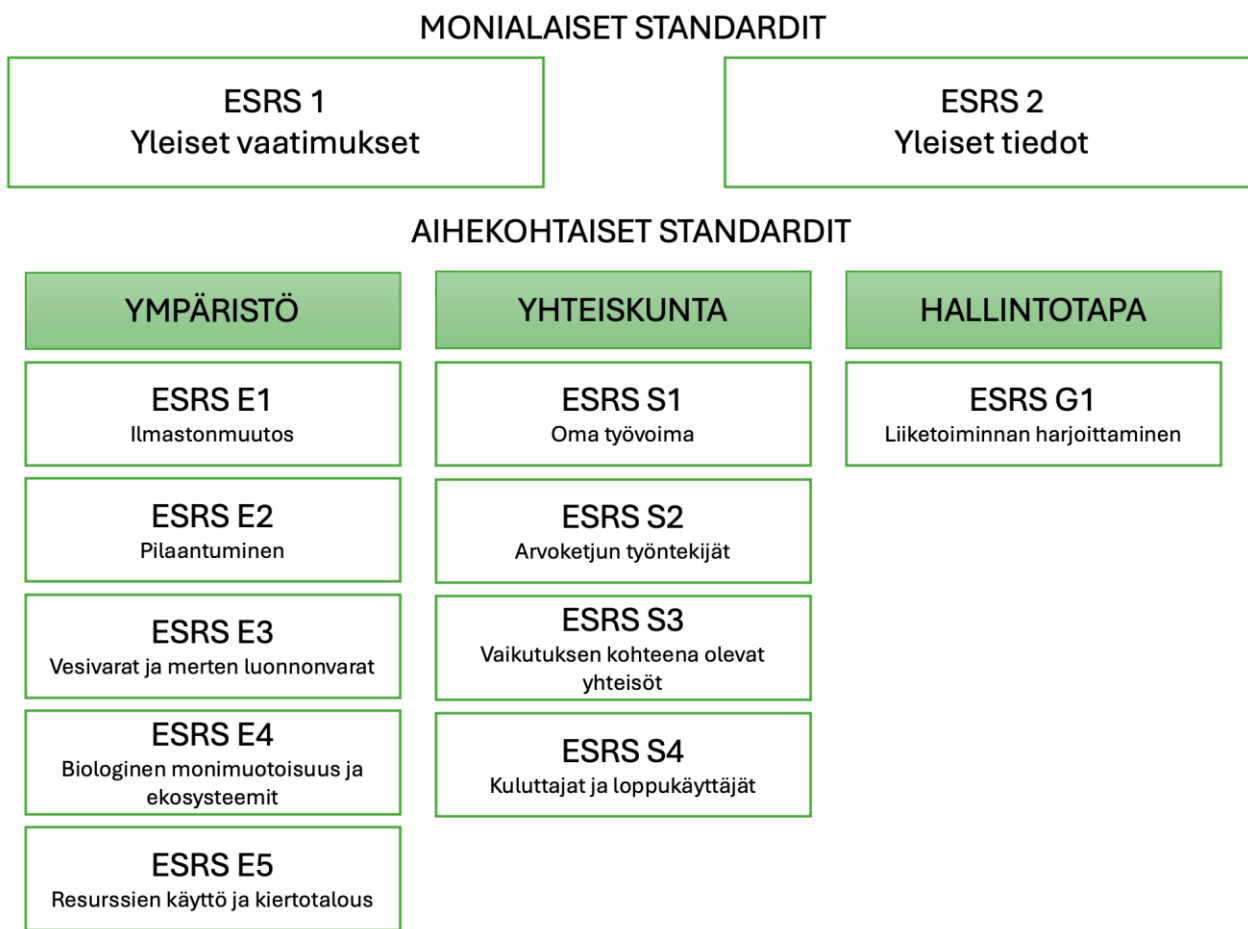 MONIALAISET STANDARDIT
ESRS 1
Yleiset vaatimukset
ESRS 2
Yleiset tiedot
AIHEKOHTAISET STANDARDIT
YMPÄRISTÖ
ESRS E1
Ilmastonmuutos
ESRS E2
Pilaantuminen
ESRS E3
Vesivarat ja merten luonnonvarat
ESRS E4
Biologinen monimuotoisuus ja
ekosysteemit
ESRS E5
Resurssien käyttö ja kiertotalous
YHTEISKUNTA
ESRS S1
Oma työvoima
ESRS S2
Arvoketjun työntekijät
ESRS S3
Vaikutuksen kohteena olevat
yhteisöt
ESRS S4
Kuluttajat ja loppukäyttäjät
HALLINTOTAPA
ESRS G1
Liiketoiminnan harjoittaminen